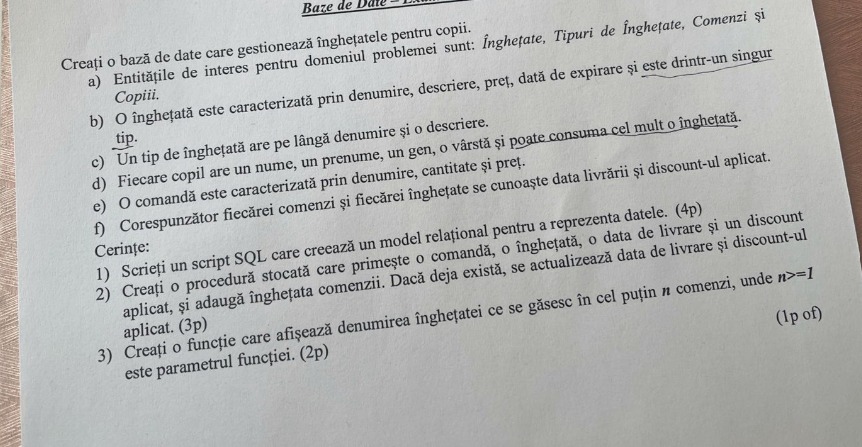 Baze de Date –
Creați o bază de date care gestionează înghețatele pentru copii.
a) Entitățile de interes pentru domeniul problemei sunt: Înghețate, Tipuri de Înghețate, Comenzi și
Copiii.
b) O înghețată este caracterizată prin denumire, descriere, preț, dată de expirare și este drintr-un singur
tip.
c) Un tip de înghețată are pe lângă denumire și o descriere.
d) Fiecare copil are un nume, un prenume, un gen, o vârstă și poate consuma cel mult o înghețată.
e) O comandă este caracterizată prin denumire, cantitate și preț.
f) Corespunzător fiecărei comenzi și fiecărei înghețate se cunoaște data livrării și discount-ul aplicat.
Cerințe:
1) Scrieți un script SQL care creează un model relațional pentru a reprezenta datele. (4p)
2) Creați o procedură stocată care primește o comandă, o înghețată, o data de livrare și un discount
aplicat, și adaugă înghețata comenzii. Dacă deja există, se actualizează data de livrare și discount-ul
aplicat. (3p)
3) Creați o funcție care afișează denumirea înghețatei ce se găsesc în cel puțin n comenzi, unde n>=1
este parametrul funcției. (2p)
(1p of)